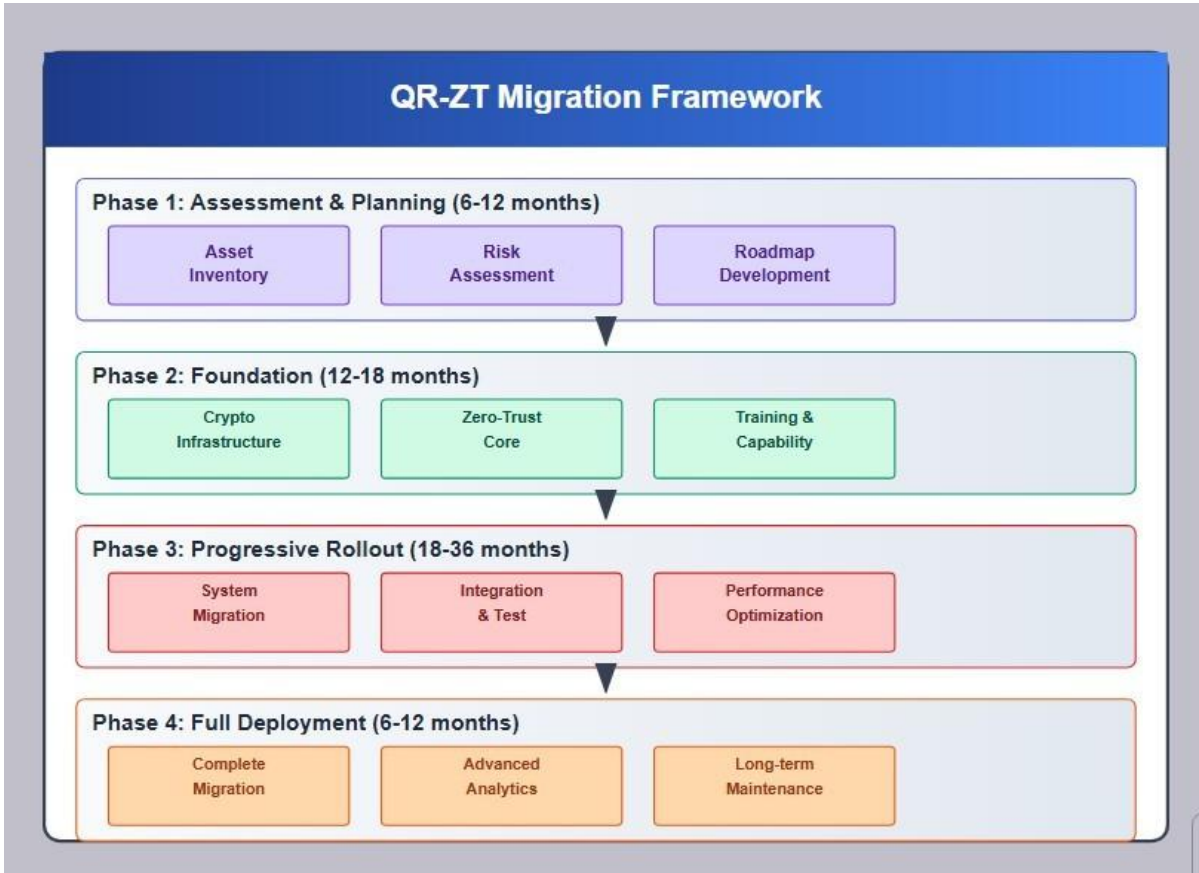 QR-ZT Migration Framework
Phase 1: Assessment & Planning (6-12 months)
Asset
Inventory
Risk
Assessment
Roadmap
Development
Phase 2: Foundation (12-18 months)
Crypto
Infrastructure
Zero-Trust
Core
Training &
Capability
Phase 3: Progressive Rollout (18-36 months)
System
Migration
Integration
& Test
Performance
Optimization
Phase 4: Full Deployment (6-12 months)
Complete
Migration
Advanced
Analytics
Long-term
Maintenance